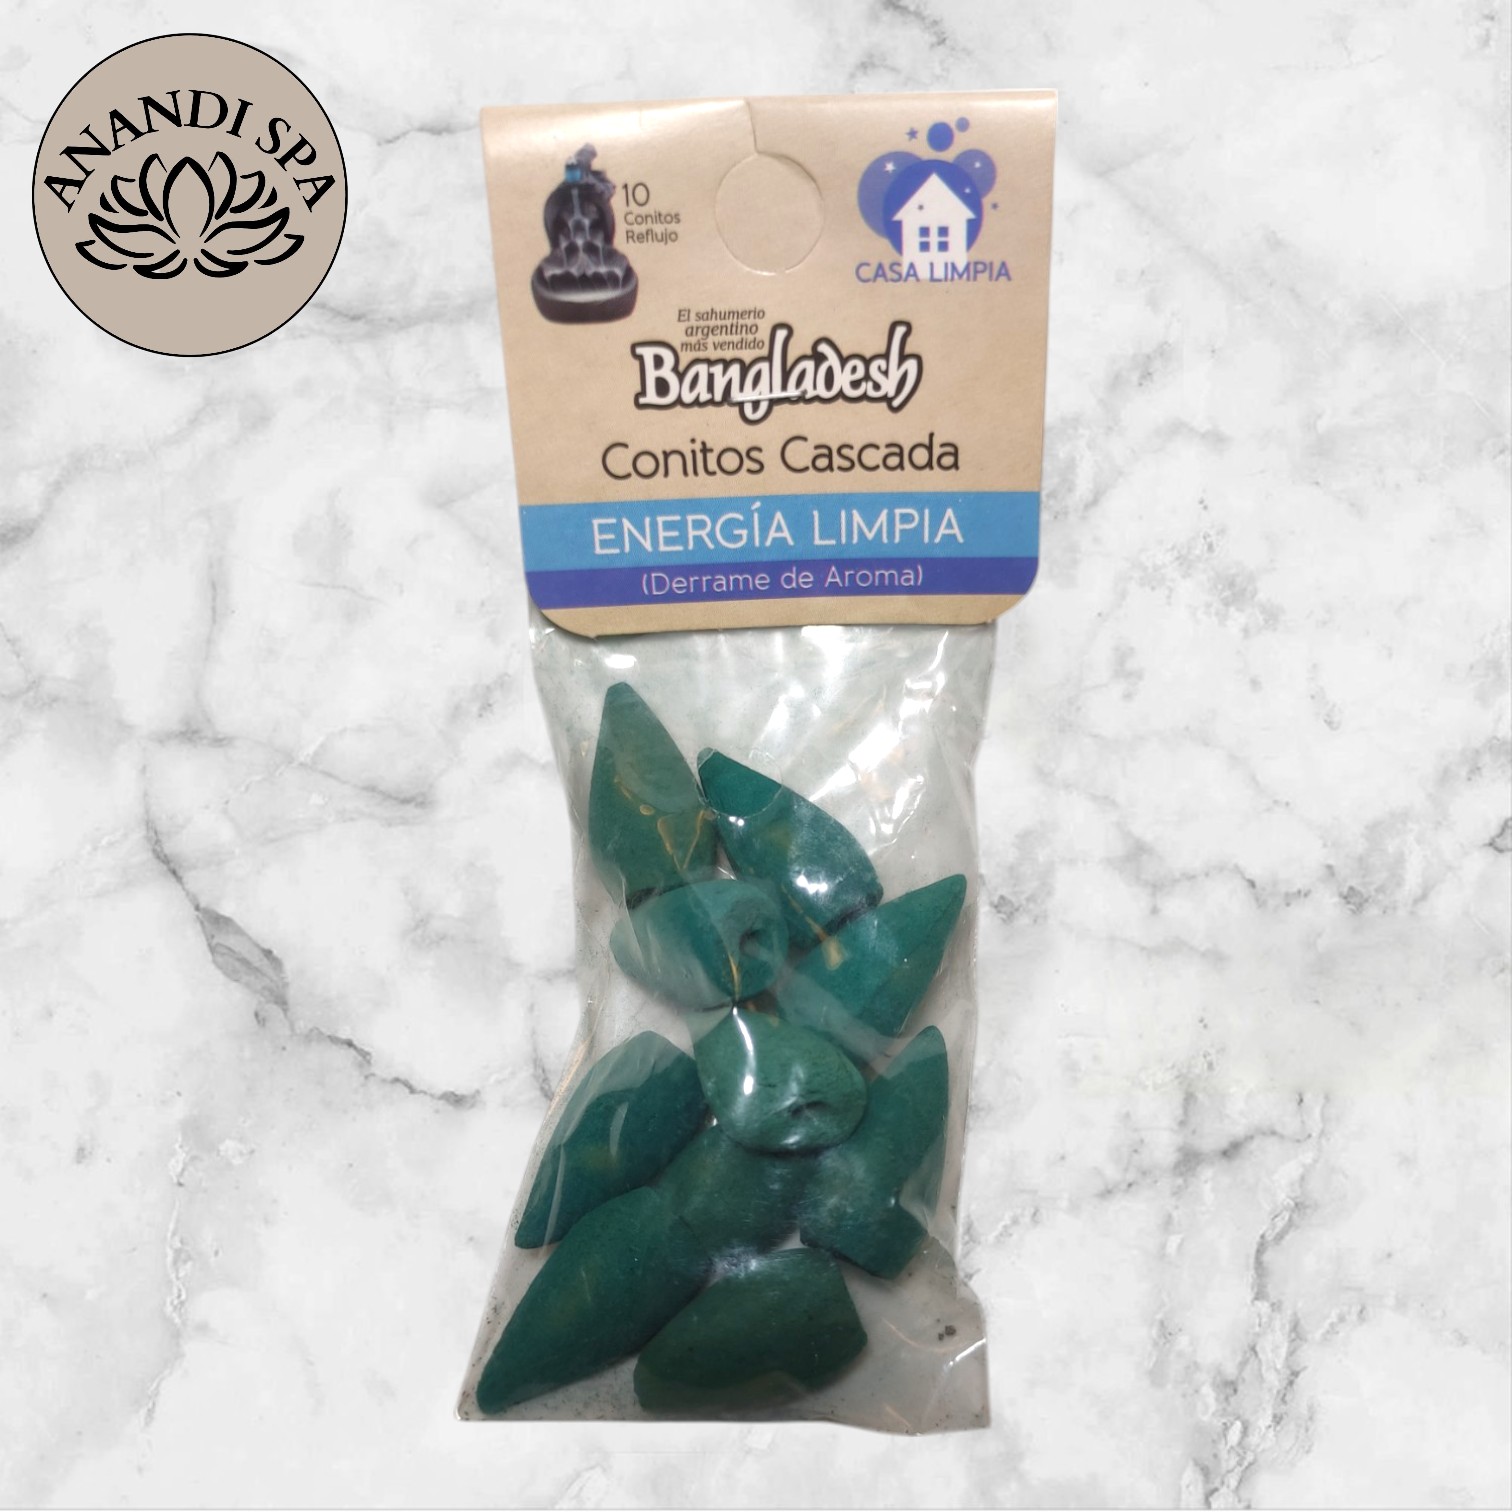 ANANDI SPA
10
Conitos
Reflujo
CASA LIMPIA
El sahumerio
argentino
más vendido
Bangladesh
Conitos Cascada
ENERGÍA LIMPIA
(Derrame de Aroma)